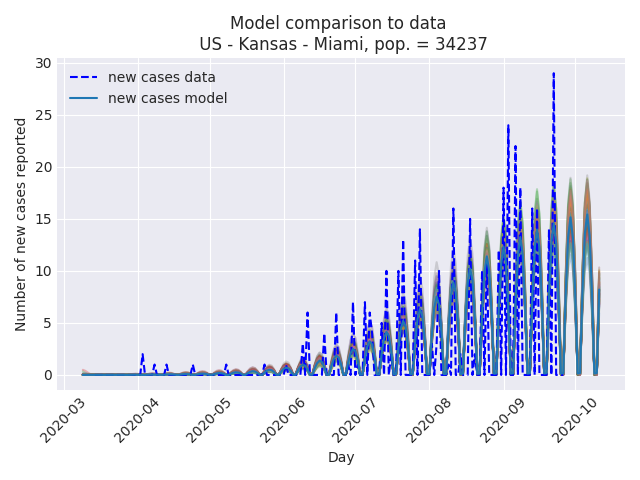 Model comparison to data
US - Kansas - Miami, pop. = 34237
new cases data
new cases model
Number of new cases reported
30
25
20
15
10
5
0
2020-03
2020-04
2020-05
2020-06
2020-07
2020-08
2020-09
2020-10
Day